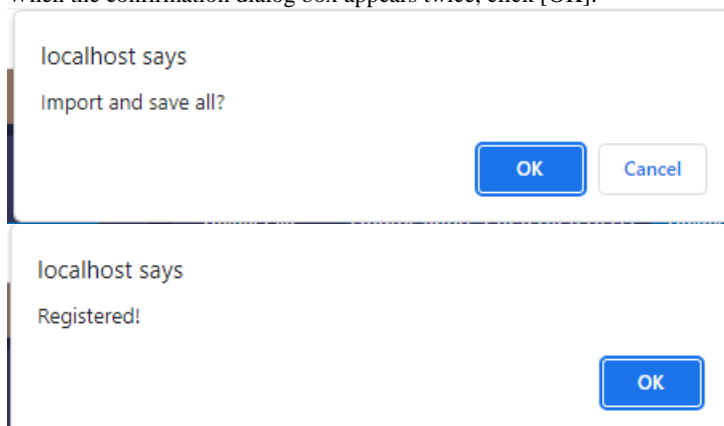 When the confirmation dialog box appears twice, click [OK].
localhost says
Import and save all?
OK Cancel
localhost says
Registered!
OK